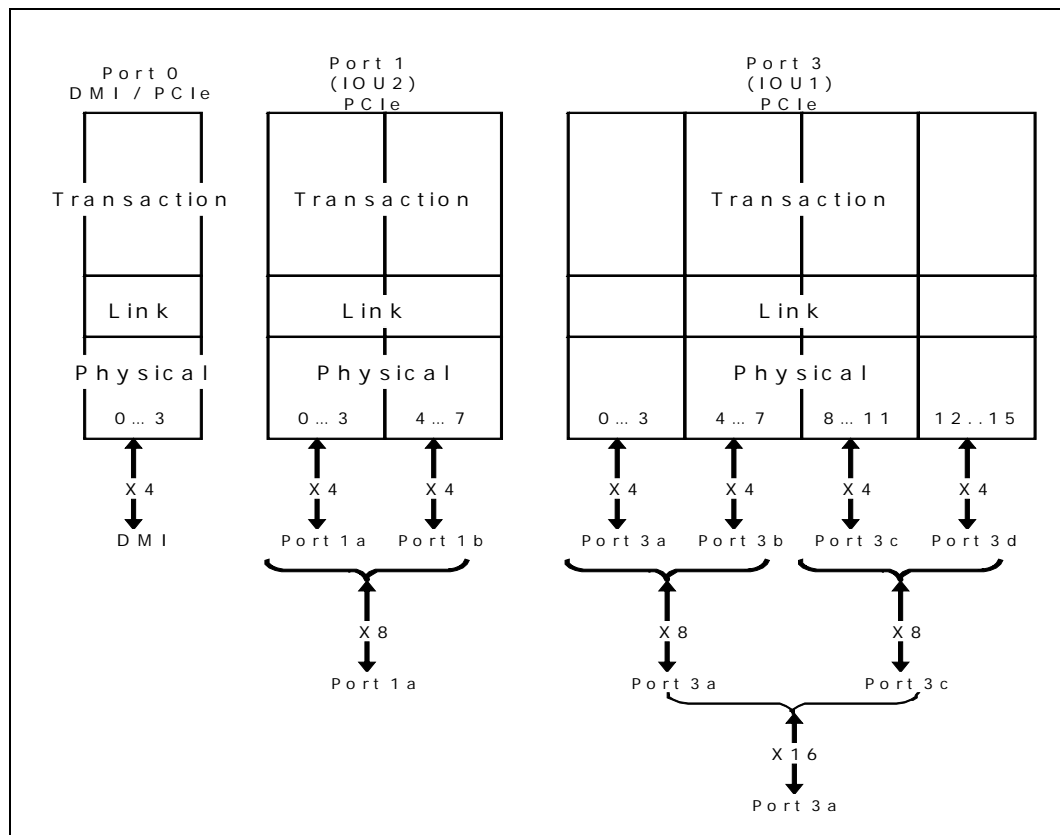 Port 0
DMI / PCIe
Port 1
(IOU2)
PCIe
Port 3
(IOU1)
PCIe
Transaction
Transaction
Transaction
Link
Link
Link
Physical
Physical
Physical
0...3
0...3
4...7
0...3
4...7
8...11
12..15
X4
X4
X4
X4
X4
X4
X4
DMI
Port 1a
Port 1b
Port 3a
Port 3b
Port 3c
Port 3d
X8
X8
X8
Port 1a
Port 3a
Port 3c
X16
Port 3a